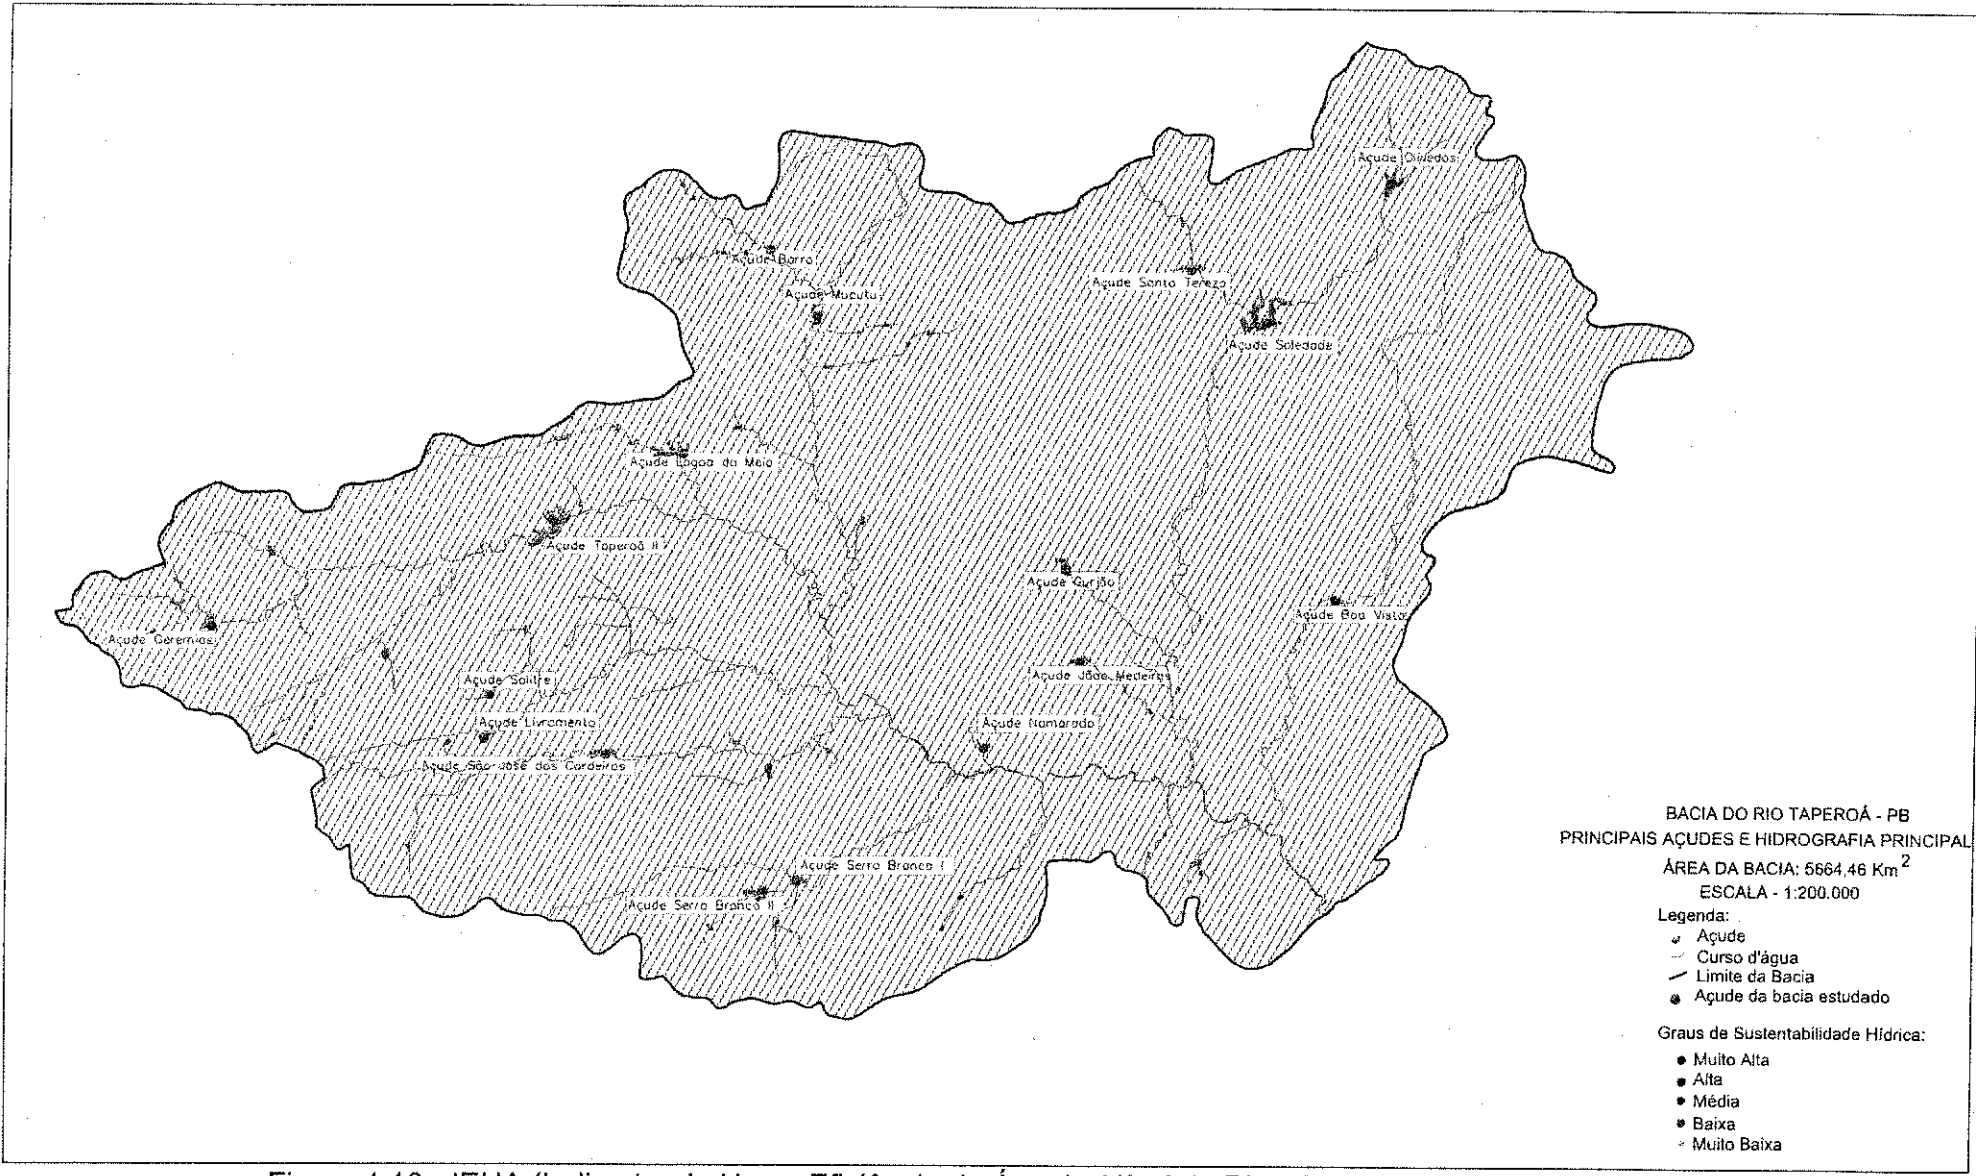 Açude Olivedos
Açude Barra
Açude Mucutu
Açude Santa Tereza
Açude Soledade
Açude Lagoa do Meio
Açude Taperoá II
Açude Gurjão
Açude Boa Vista
Açude Geremias
Açude João Medeiros
Açude Salitre
Açude Livramento
Açude Namorado
Açude São José dos Cordeiros
Açude Serra Branca I
Açude Serra Branca II
BACIA DO RIO TAPEROÁ - PB
PRINCIPAIS AÇUDES E HIDROGRAFIA PRINCIPAL
ÁREA DA BACIA: 5664,46 Km²
ESCALA - 1:200.000
Legenda:
Açude
Curso d'água
Limite da Bacia
Açude da bacia estudado
Graus de Sustentabilidade Hídrica:
Muito Alta
Alta
Média
Baixa
Muito Baixa